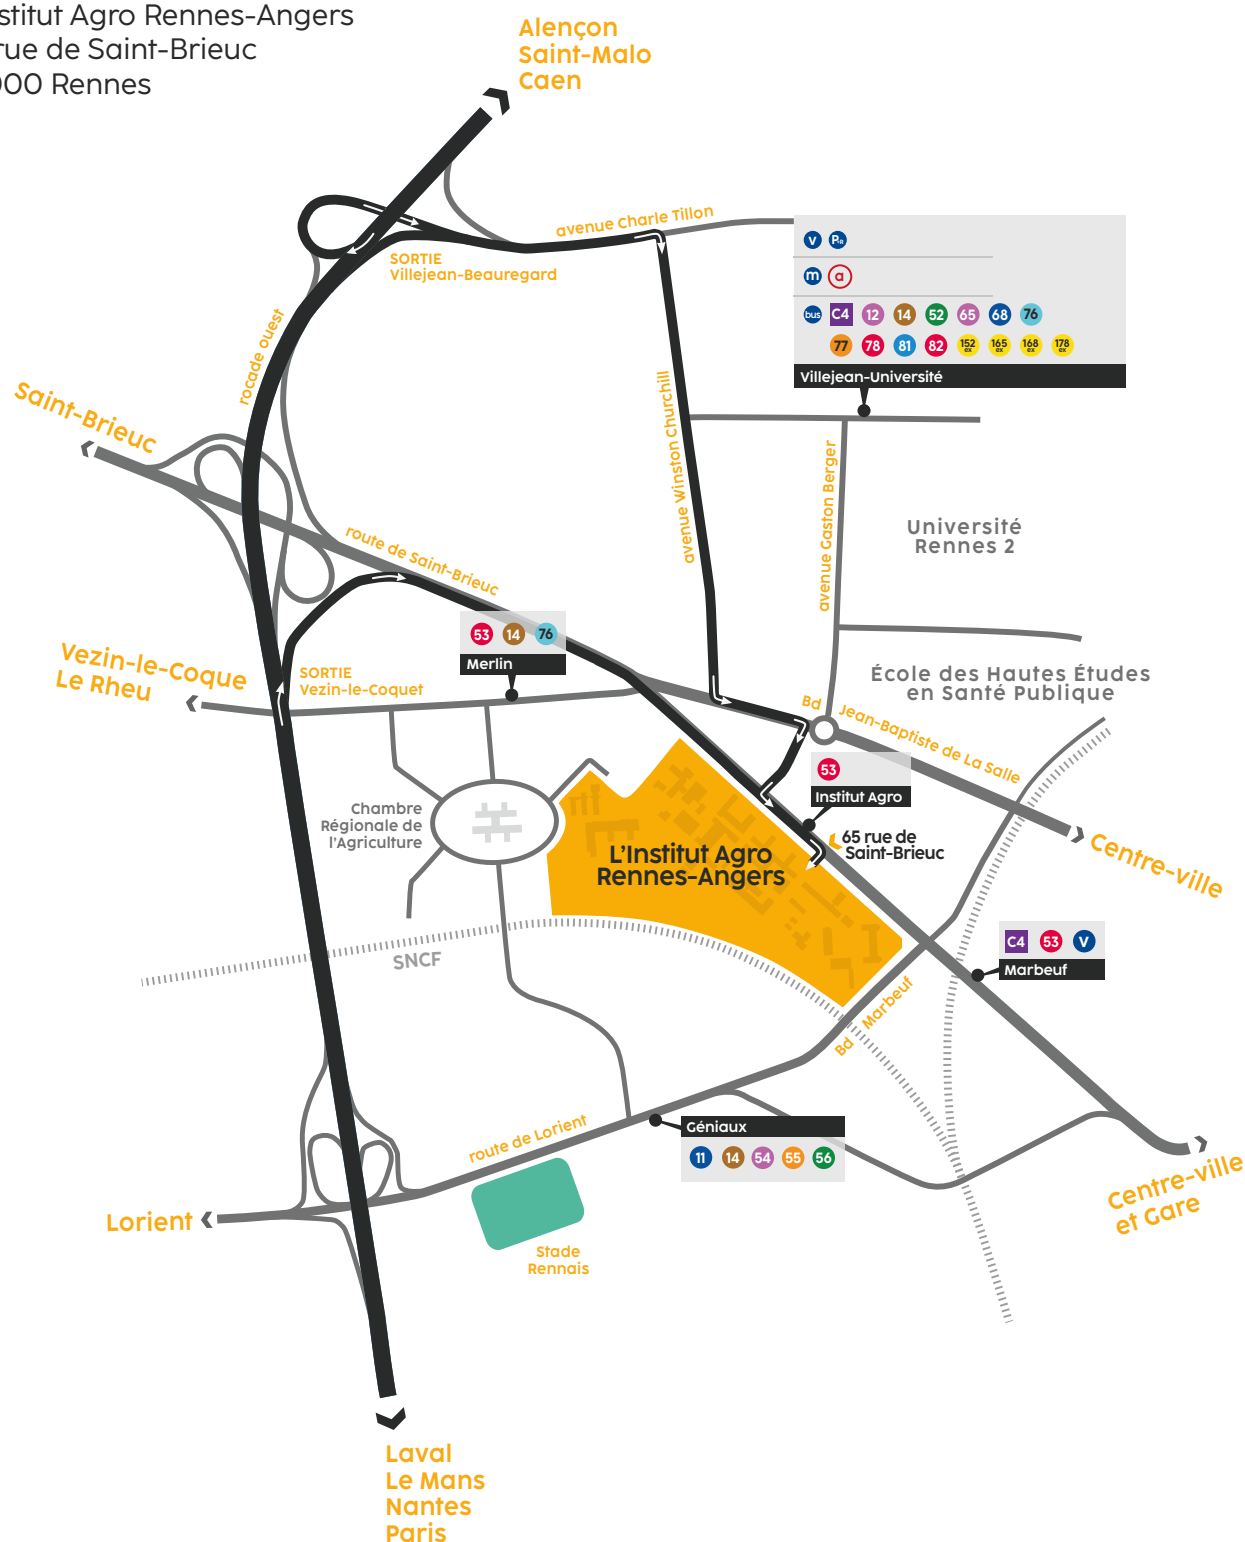 stitut Agro Rennes-Angers
rue de Saint-Brieuc
000 Rennes
Alençon
Saint-Malo
Caen
avenue Charle Tillon
SORTIE
Villejean-Beauregard
V P+R
m a
bus C4 12 14 52 65 68 76
77 78 81 82 152ex 165ex 168ex 178ex
Villejean-Université
rocade ouest
Saint-Brieuc
avenue Winston Churchill
avenue Gaston Berger
Université
Rennes 2
route de Saint-Brieuc
53 14 76
Merlin
Vezin-le-Coque
Le Rheu
SORTIE
Vezin-le-Coquet
École des Hautes Études
en Santé Publique
Bd Jean-Baptiste de La Salle
53
Institut Agro
Chambre
Régionale de
l'Agriculture
65 rue de
Saint-Brieuc
L'Institut Agro
Rennes-Angers
Centre-ville
C4 53 V
Marbeuf
SNCF
Bd Marbeuf
Géniaux
11 14 54 55 56
route de Lorient
Centre-ville
et Gare
Lorient
Stade
Rennais
Laval
Le Mans
Nantes
Paris